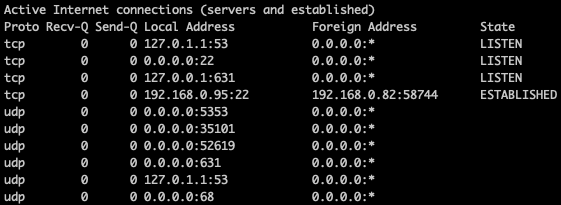 Active Internet connections (servers and established)
Proto Recv-Q Send-Q Local Address           Foreign Address         State
tcp        0      0 127.0.1.1:53            0.0.0.0:*               LISTEN
tcp        0      0 0.0.0.0:22              0.0.0.0:*               LISTEN
tcp        0      0 127.0.1:631             0.0.0.0:*               LISTEN
tcp        0      0 192.168.0.95:22         192.168.0.82:58744      ESTABLISHED
udp        0      0 0.0.0.0:5353            0.0.0.0:*
udp        0      0 0.0.0.0:35101           0.0.0.0:*
udp        0      0 0.0.0.0:52619           0.0.0.0:*
udp        0      0 0.0.0.0:631             0.0.0.0:*
udp        0      0 127.0.1.1:53            0.0.0.0:*
udp        0      0 0.0.0.0:68              0.0.0.0:*